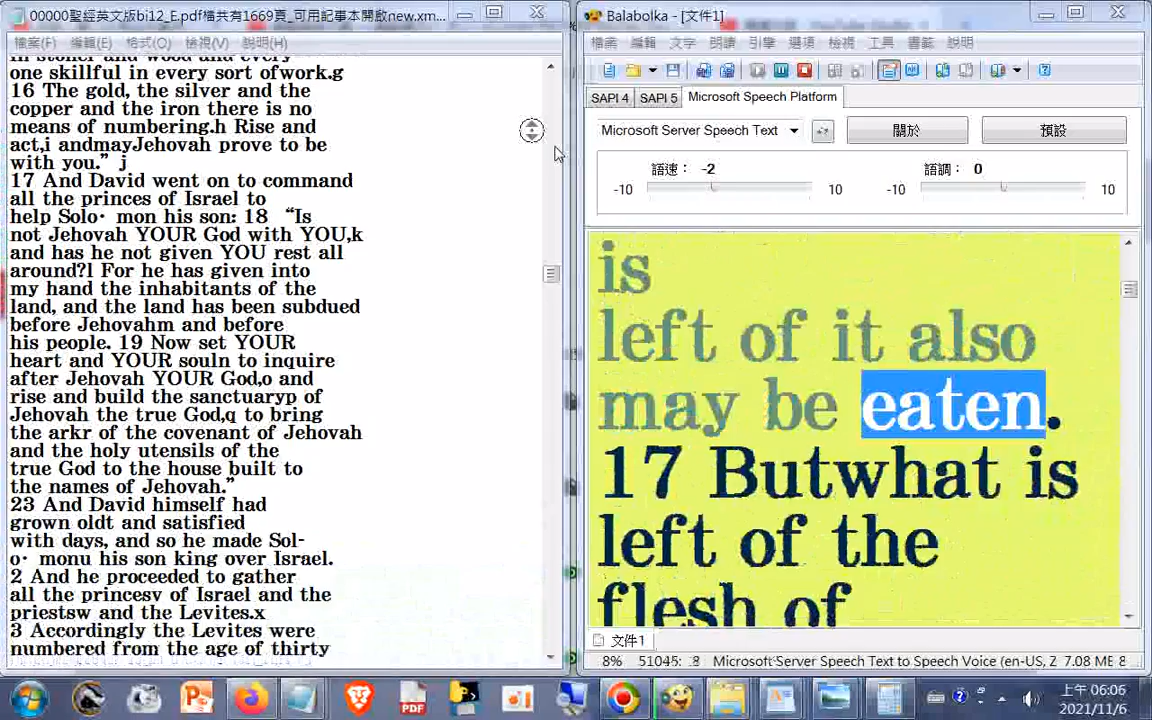 00000聖經英文版bi12_E.pdf檔共有1669頁_可用記事本開啟new.xm...
檔案(F) 編輯(E) 格式(O) 檢視(V) 說明(H)
in stoner and wood and every
one skillful in every sort ofwork.g
16 The gold, the silver and the
copper and the iron there is no
means of numbering.h Rise and
act,i andmayJehovah prove to be
with you.” j
17 And David went on to command
all the princes of Israel to
help Solo· mon his son: 18 “Is
not Jehovah YOUR God with YOU,k
and has he not given YOU rest all
around?l For he has given into
my hand the inhabitants of the
land, and the land has been subdued
before Jehovahm and before
his people. 19 Now set YOUR
heart and YOUR souln to inquire
after Jehovah YOUR God,o and
rise and build the sanctuaryp of
Jehovah the true God,q to bring
the arkr of the covenant of Jehovah
and the holy utensils of the
true God to the house built to
the names of Jehovah.”
23 And David himself had
grown oldt and satisfied
with days, and so he made Sol-
o· monu his son king over Israel.
2 And he proceeded to gather
all the princesv of Israel and the
priestsw and the Levites.x
3 Accordingly the Levites were
numbered from the age of thirty
Balabolka - [文件1]
檔案 編輯 文字 朗讀 引擎 選項 檢視 工具 書籤 說明
SAPI 4 SAPI 5 Microsoft Speech Platform
Microsoft Server Speech Text 關於 預設
語速： -2 語調： 0
-10 10 -10 10
is
left of it also
may be eaten.
17 Butwhat is
left of the
flesh of
文件1
8% 51045: Microsoft Server Speech Text to Speech Voice (en-US, Z 7.08 ME 8
PDF
上午 06:06
2021/11/6